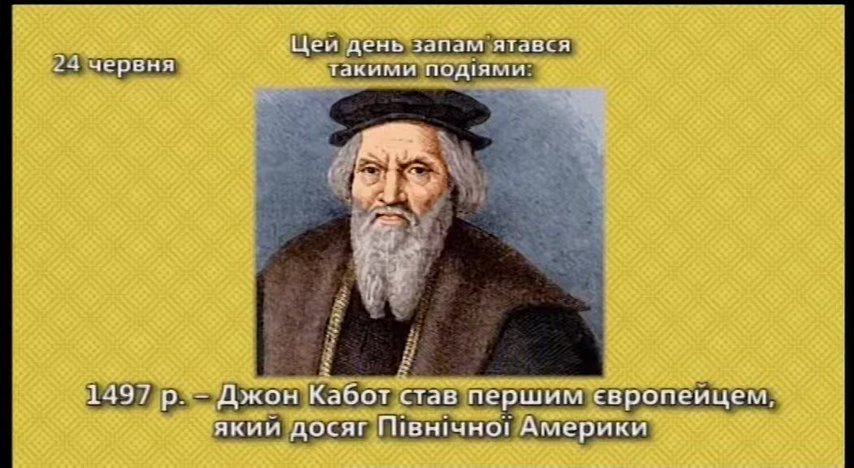 24 червня
Цей день запам'ятався
такими подіями:
1497 р. – Джон Кабот став першим європейцем,
який досяг Північної Америки